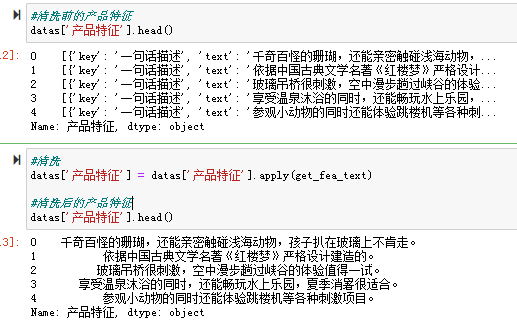 #清洗前的产品特征
datas['产品特征'].head()
2]: 0    [{'key': '一句话描述', 'text': '千奇百怪的珊瑚，还能亲密触碰浅海动物，...
1    [{'key': '一句话描述', 'text': '依据中国古典文学名著《红楼梦》严格设计...
2    [{'key': '一句话描述', 'text': '玻璃吊桥很刺激，空中漫步趟过峡谷的体验...
3    [{'key': '一句话描述', 'text': '享受温泉沐浴的同时，还能畅玩水上乐园，...
4    [{'key': '一句话描述', 'text': '参观小动物的同时还能体验跳楼机等各种刺...
Name: 产品特征, dtype: object
#清洗
datas['产品特征'] = datas['产品特征'].apply(get_fea_text)
#清洗后的产品特征
datas['产品特征'].head()
3]: 0    千奇百怪的珊瑚，还能亲密触碰浅海动物，孩子扒在玻璃上不肯走。
1    依据中国古典文学名著《红楼梦》严格设计建造的。
2    玻璃吊桥很刺激，空中漫步趟过峡谷的体验值得一试。
3    享受温泉沐浴的同时，还能畅玩水上乐园，夏季消暑很适合。
4    参观小动物的同时还能体验跳楼机等各种刺激项目。
Name: 产品特征, dtype: object